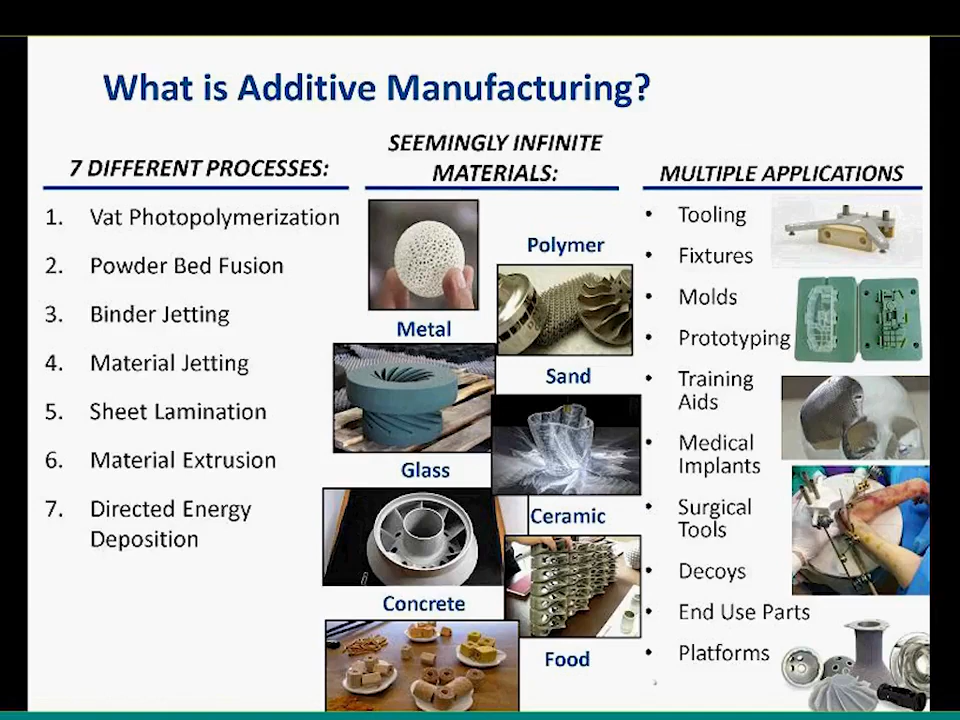 What is Additive Manufacturing?
7 DIFFERENT PROCESSES:
1. Vat Photopolymerization
2. Powder Bed Fusion
3. Binder Jetting
4. Material Jetting
5. Sheet Lamination
6. Material Extrusion
7. Directed Energy
Deposition
SEEMINGLY INFINITE
MATERIALS:
Polymer
Metal
Sand
Glass
Ceramic
Concrete
Food
MULTIPLE APPLICATIONS
• Tooling
• Fixtures
• Molds
• Prototyping
• Training
Aids
• Medical
Implants
• Surgical
Tools
• Decoys
• End Use Parts
• Platforms